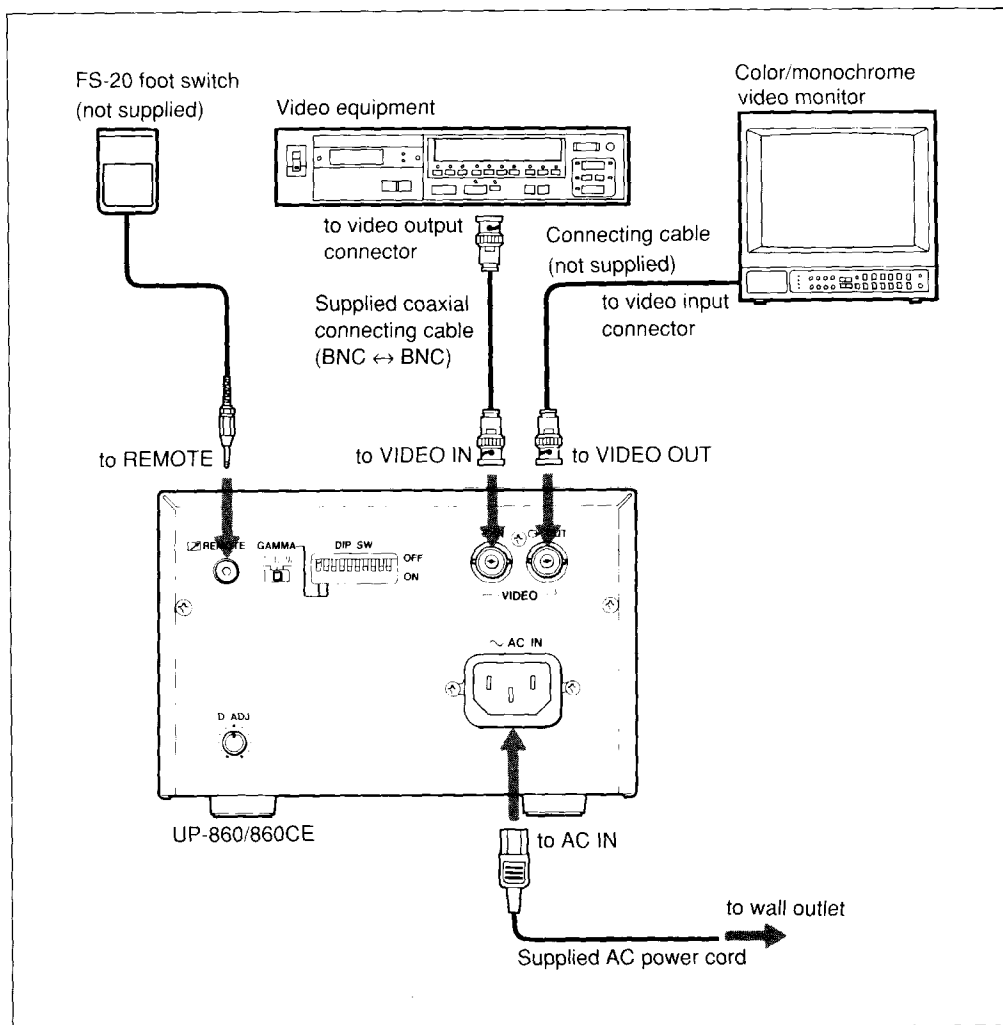 FS-20 foot switch
(not supplied)
Video equipment
Color/monochrome
video monitor
to video output
connector
Connecting cable
(not supplied)
to video input
connector
Supplied coaxial
connecting cable
(BNC ↔ BNC)
to REMOTE
to VIDEO IN
to VIDEO OUT
REMOTE
GAMMA
DIP SW
OFF
ON
VIDEO
∼ AC IN
D ADJ
UP-860/860CE
to AC IN
to wall outlet
Supplied AC power cord